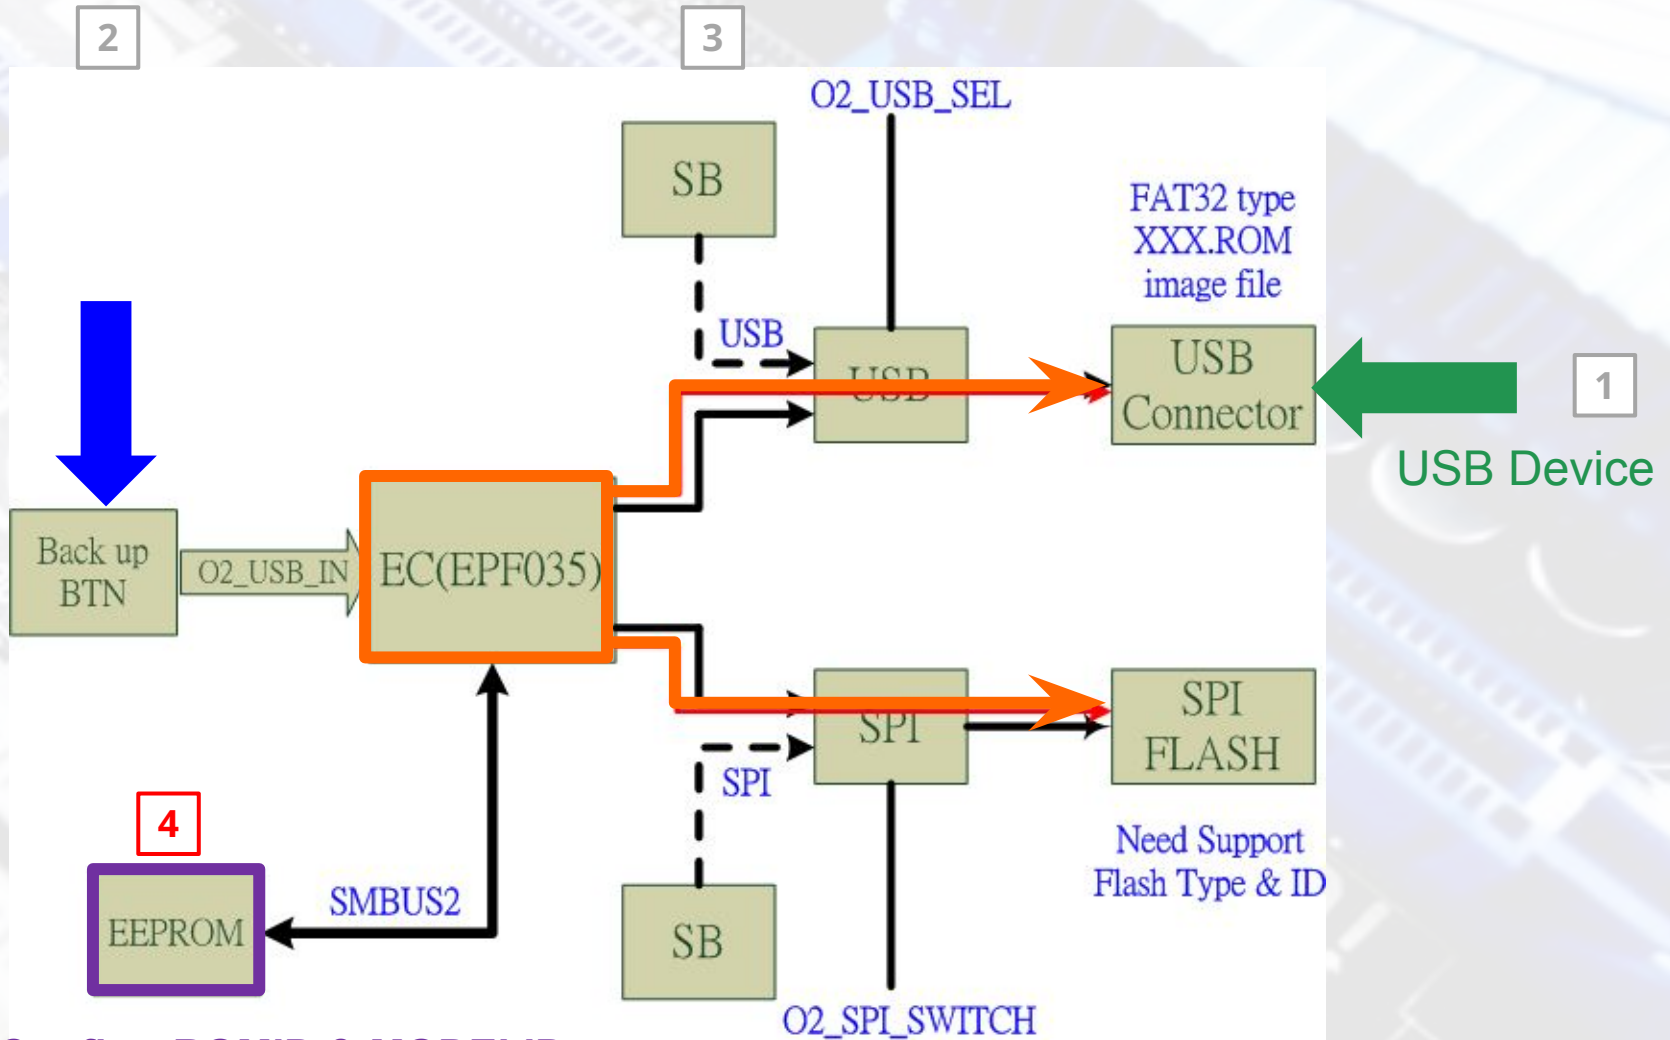 2
3
O2_USB_SEL
SB
FAT32 type
XXX.ROM
image file
USB
USB
USB
Connector
1
USB Device
Back up
BTN
O2_USB_IN
EC(EPF035)
SPI
SPI
FLASH
SPI
4
Need Support
Flash Type & ID
EEPROM
SMBUS2
SB
O2_SPI_SWITCH